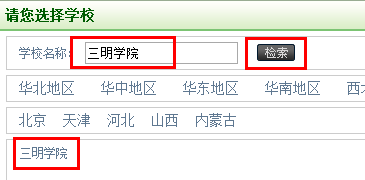 请您选择学校
学校名称： 三明学院 检索
华北地区 华中地区 华东地区 华南地区
北京 天津 河北 山西 内蒙古
三明学院